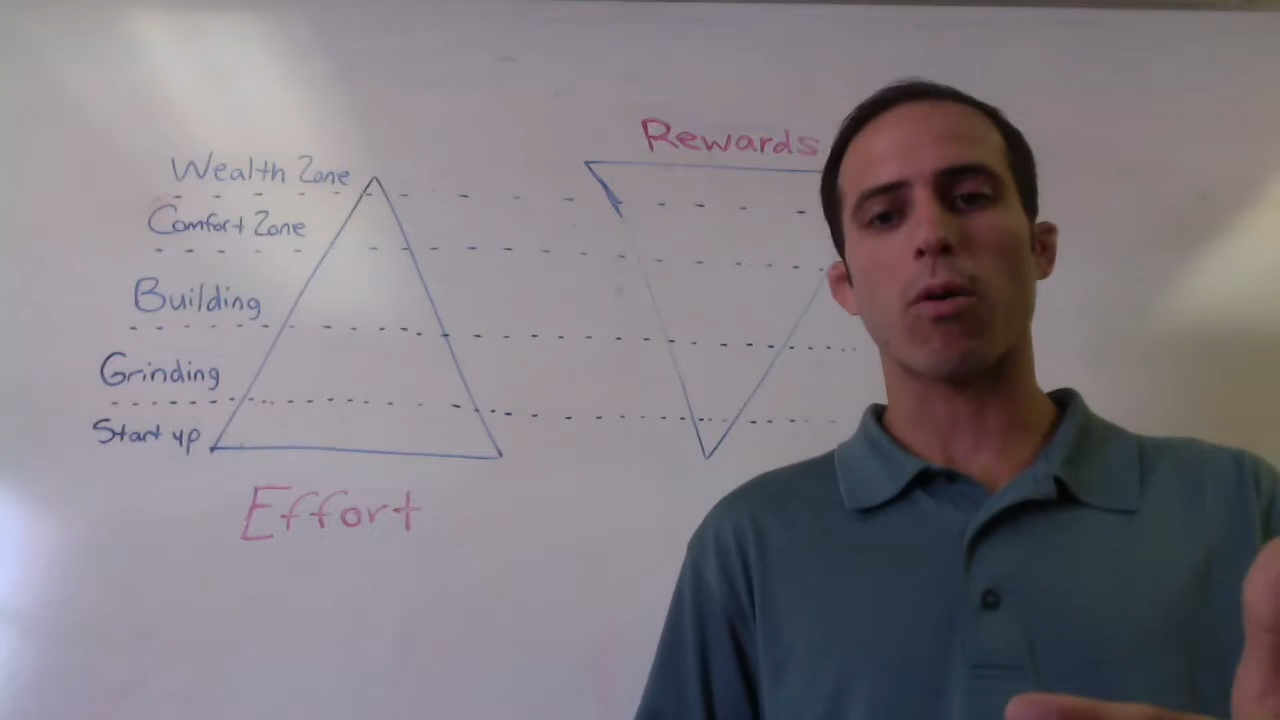 Rewards
Wealth Zone
Comfort Zone
Building
Grinding
Start up
Effort